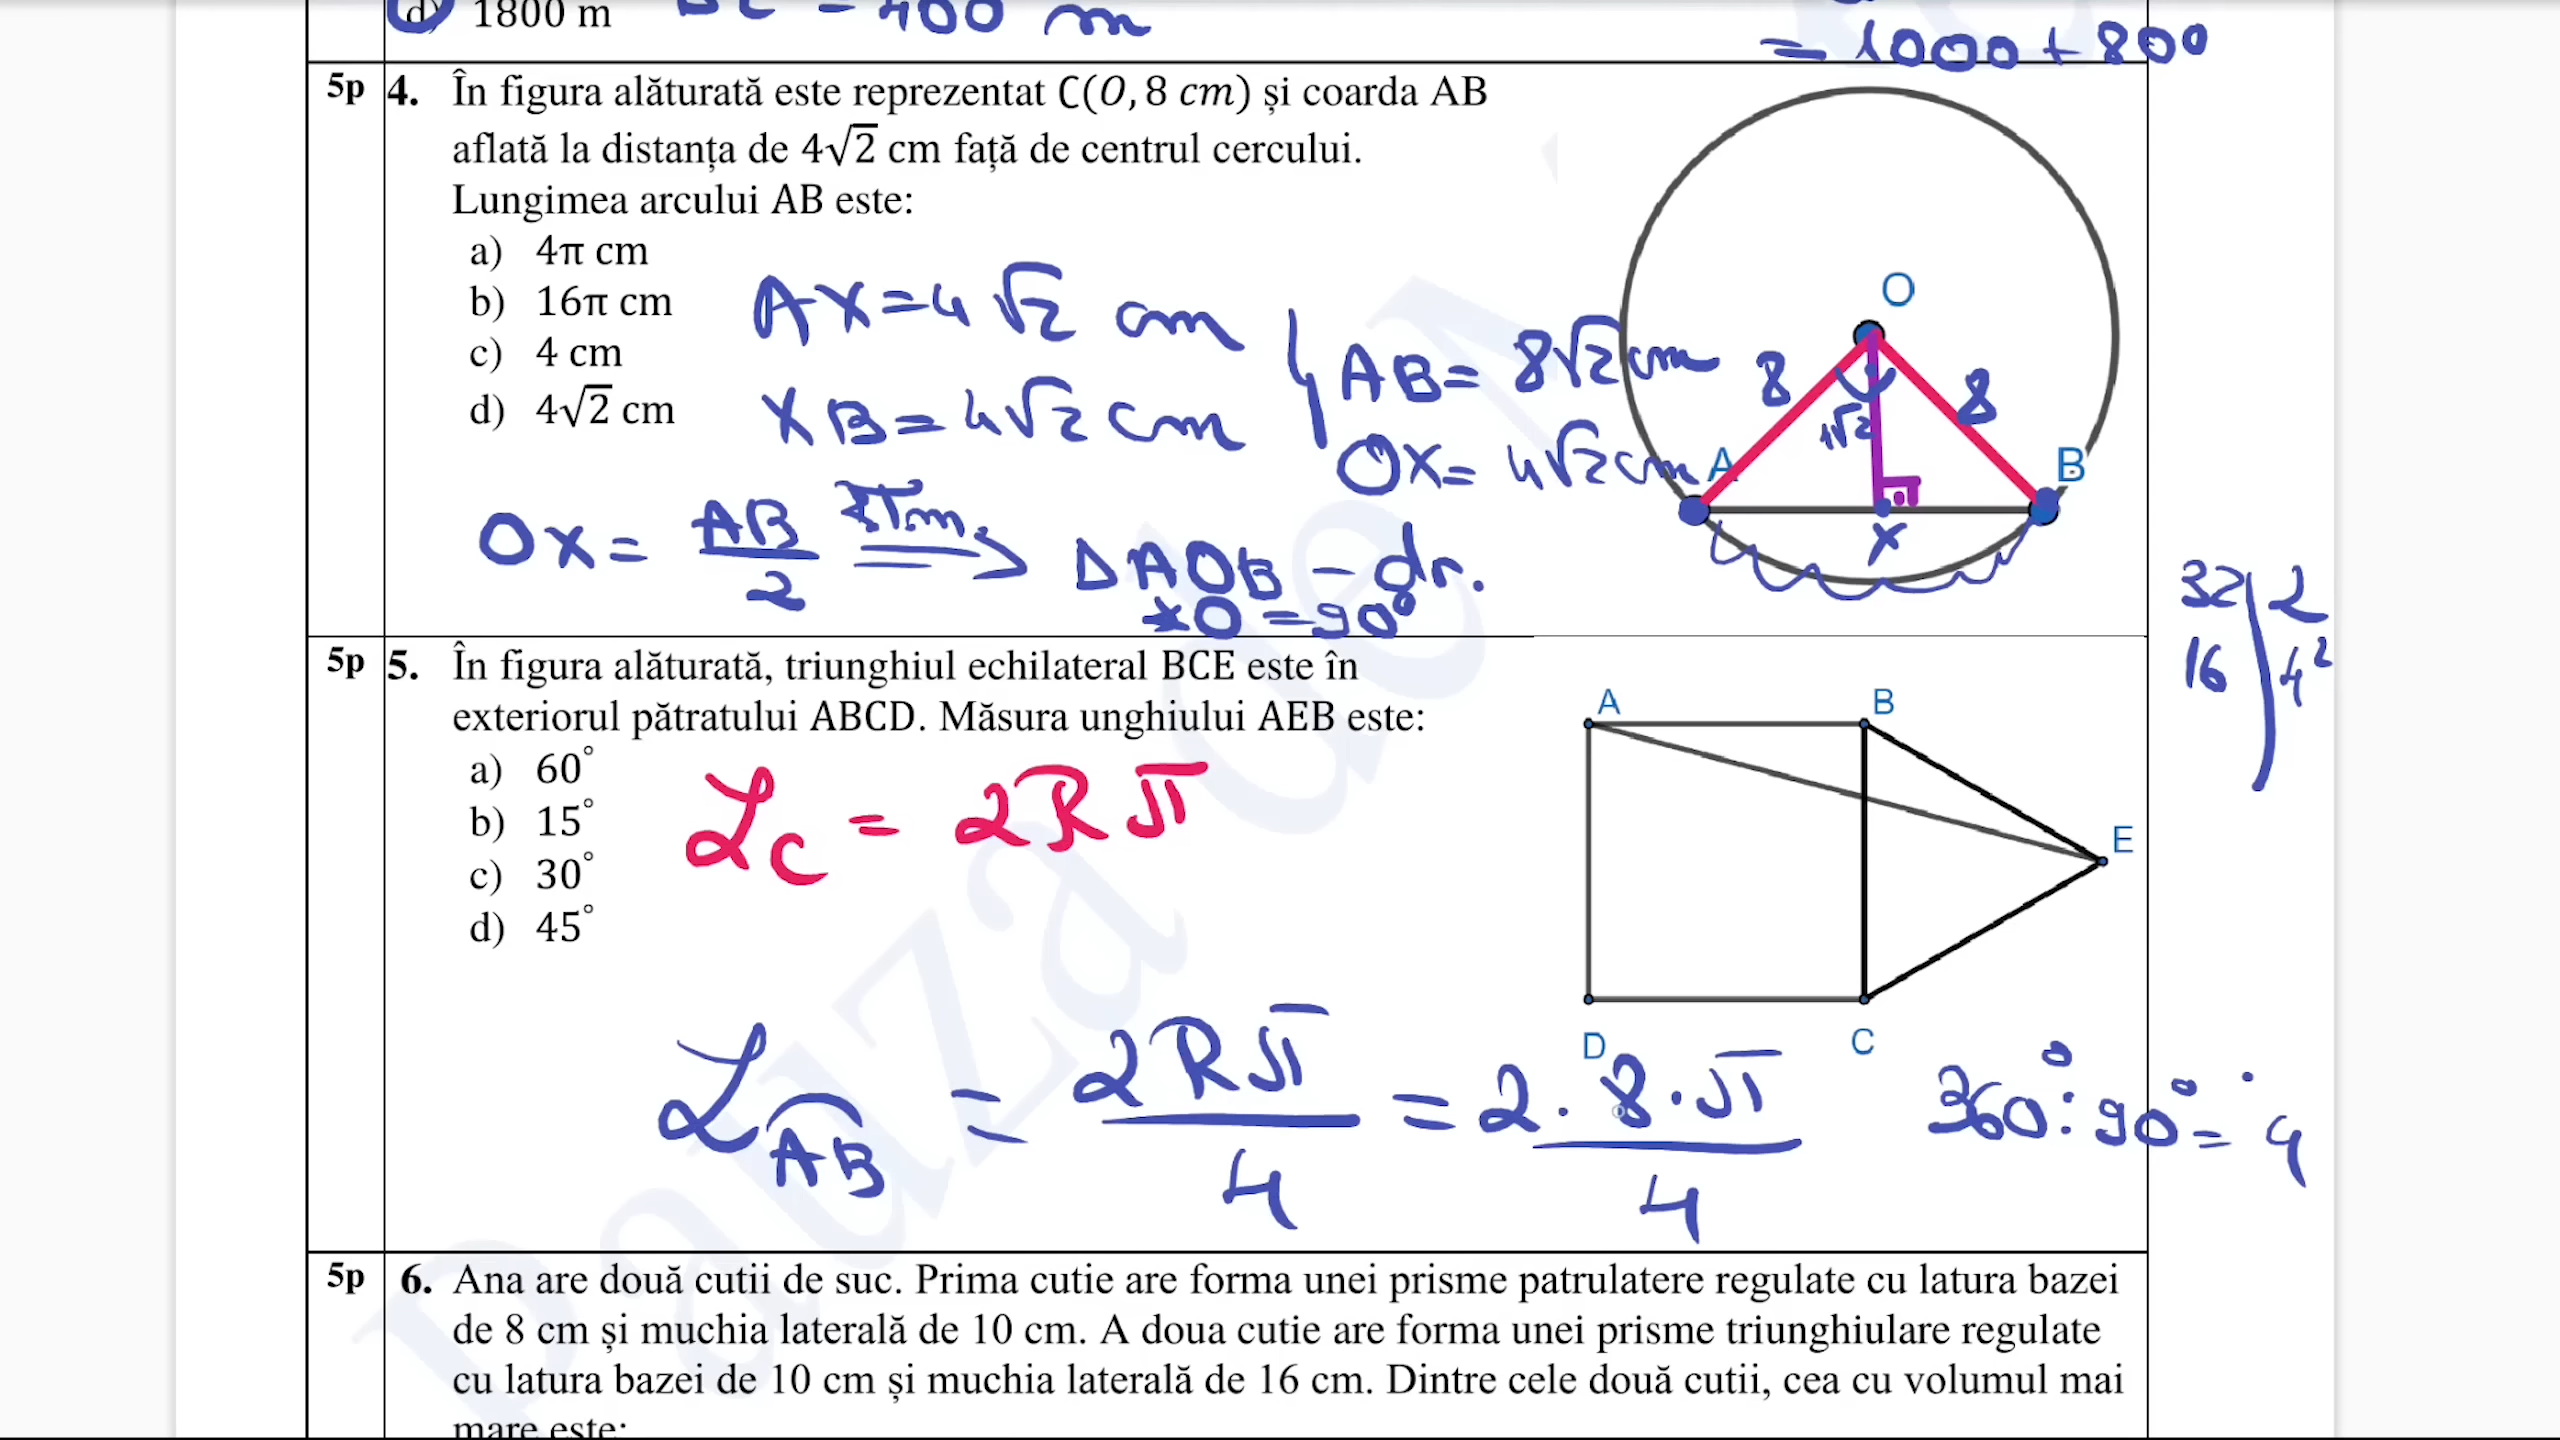 d) 1800 m = 400 m
= 1000 + 800
5p 4. În figura alăturată este reprezentat C(O, 8 cm) și coarda AB
aflată la distanța de 4√2 cm față de centrul cercului.
Lungimea arcului AB este:
a) 4π cm
b) 16π cm
c) 4 cm
d) 4√2 cm
AX = 4√2 cm
XB = 4√2 cm
AB = 8√2 cm
OX = 4√2 cm
OX = AB/2 RTm ⟹ ΔAOB - dr.
∢O = 90°
O
8
8
4√2
A
B
X
32 | 2
16 | 4²
5p 5. În figura alăturată, triunghiul echilateral BCE este în
exteriorul pătratului ABCD. Măsura unghiului AEB este:
a) 60°
b) 15°
c) 30°
d) 45°
Lc = 2Rπ
A
B
E
D
C
L AB = 2Rπ/4 = 2·8·π/4
360° : 90° = 4
5p 6. Ana are două cutii de suc. Prima cutie are forma unei prisme patrulatere regulate cu latura bazei
de 8 cm și muchia laterală de 10 cm. A doua cutie are forma unei prisme triunghiulare regulate
cu latura bazei de 10 cm și muchia laterală de 16 cm. Dintre cele două cutii, cea cu volumul mai
mare este:
Pauza de